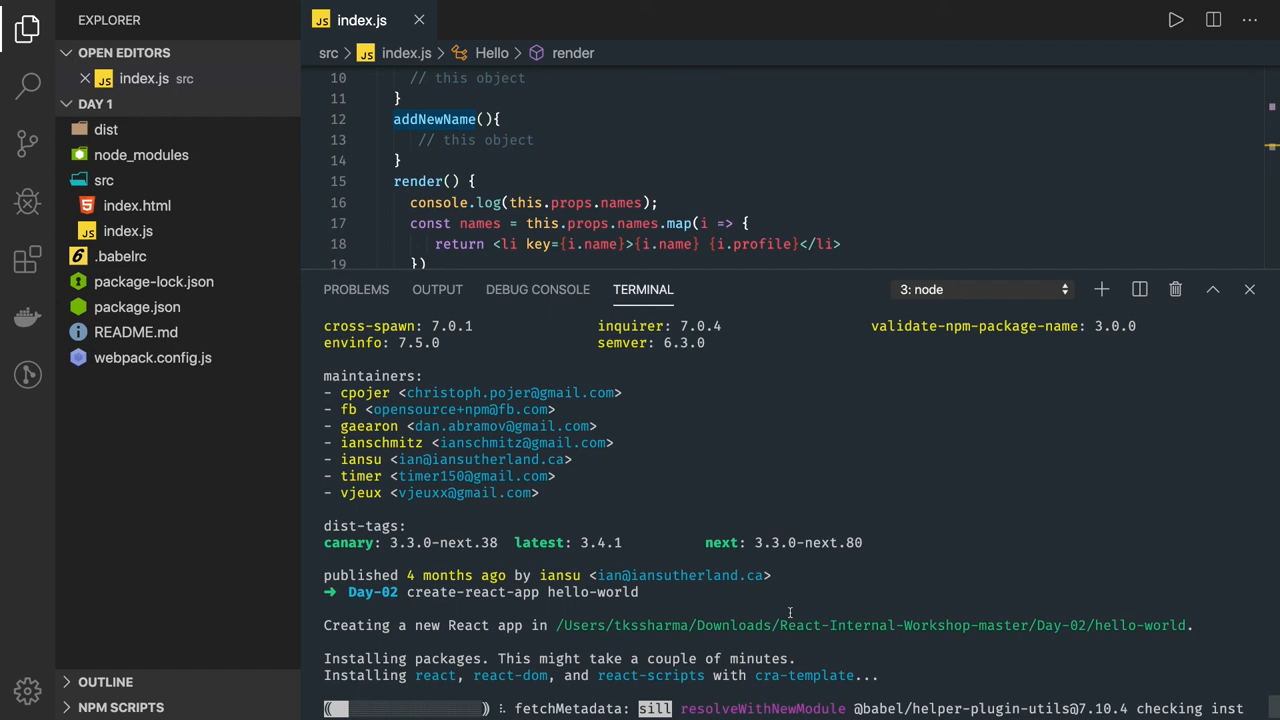 EXPLORER
OPEN EDITORS
JS index.js src
DAY 1
dist
node_modules
src
5 index.html
JS index.js
6 .babelrc
package-lock.json
package.json
README.md
webpack.config.js
OUTLINE
NPM SCRIPTS
JS index.js
src > JS index.js > Hello > render
10 // this object
11 }
12 addNewName(){
13 // this object
14 }
15 render() {
16 console.log(this.props.names);
17 const names = this.props.names.map(i => {
18 return <li key={i.name}>{i.name} {i.profile}</li>
19 })
PROBLEMS OUTPUT DEBUG CONSOLE TERMINAL 3: node
cross-spawn: 7.0.1 inquirer: 7.0.4 validate-npm-package-name: 3.0.0
envinfo: 7.5.0 semver: 6.3.0
maintainers:
- cpojer <christoph.pojer@gmail.com>
- fb <opensource+npm@fb.com>
- gaearon <dan.abramov@gmail.com>
- ianschmitz <ianschmitz@gmail.com>
- iansu <ian@iansutherland.ca>
- timer <timer150@gmail.com>
- vjeux <vjeuxx@gmail.com>
dist-tags:
canary: 3.3.0-next.38 latest: 3.4.1 next: 3.3.0-next.80
published 4 months ago by iansu <ian@iansutherland.ca>
➜ Day-02 create-react-app hello-world
Creating a new React app in /Users/tkssharma/Downloads/React-Internal-Workshop-master/Day-02/hello-world.
Installing packages. This might take a couple of minutes.
Installing react, react-dom, and react-scripts with cra-template...
fetchMetadata: sill resolveWithNewModule @babel/helper-plugin-utils@7.10.4 checking inst